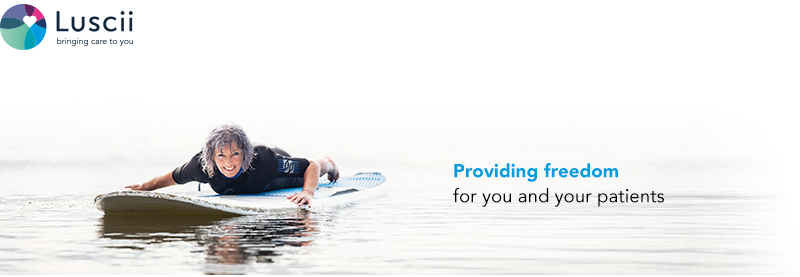 Luscii
bringing care to you
Providing freedom
for you and your patients